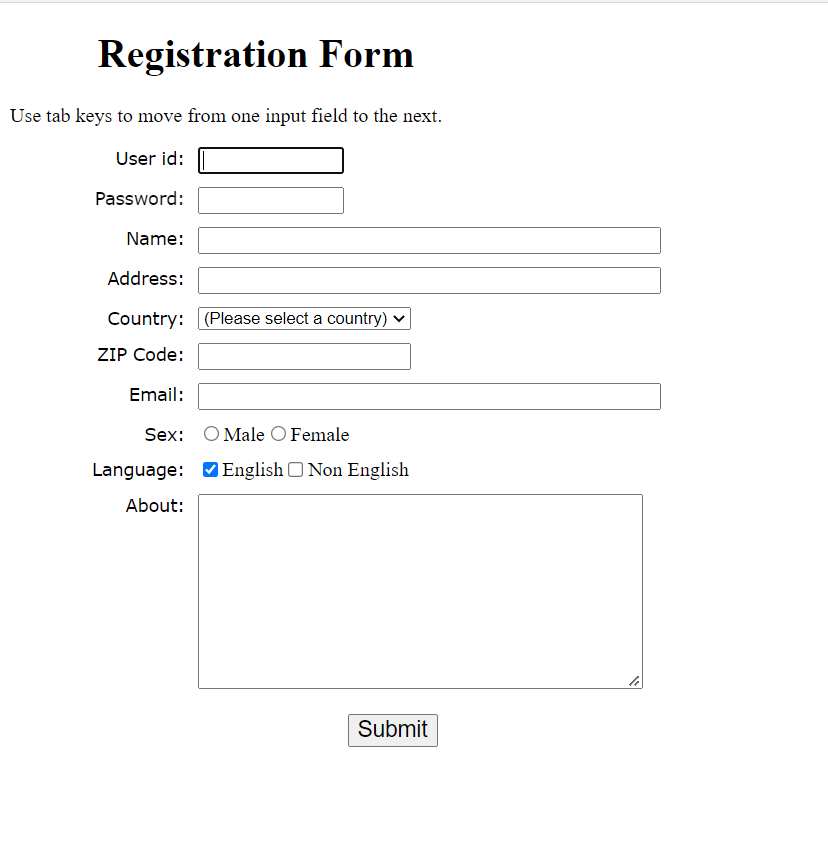 Registration Form
Use tab keys to move from one input field to the next.
User id:
Password:
Name:
Address:
Country: (Please select a country)
ZIP Code:
Email:
Sex: Male Female
Language: English Non English
About:
Submit